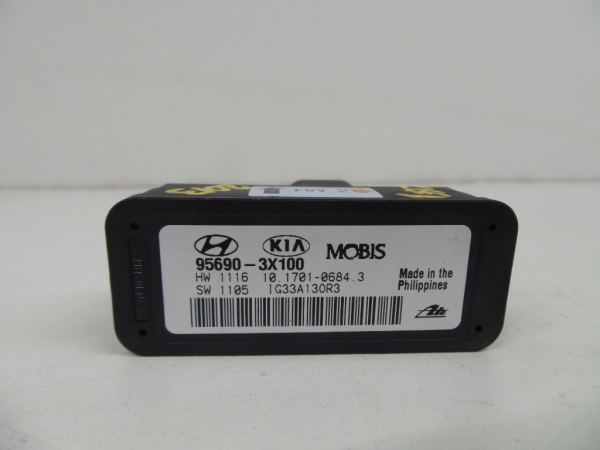 KIA MOBIS
95690-3X100
HW 1116 10.1701-0684.3
SW 1105 IG33A130R3
Made in the
Philippines